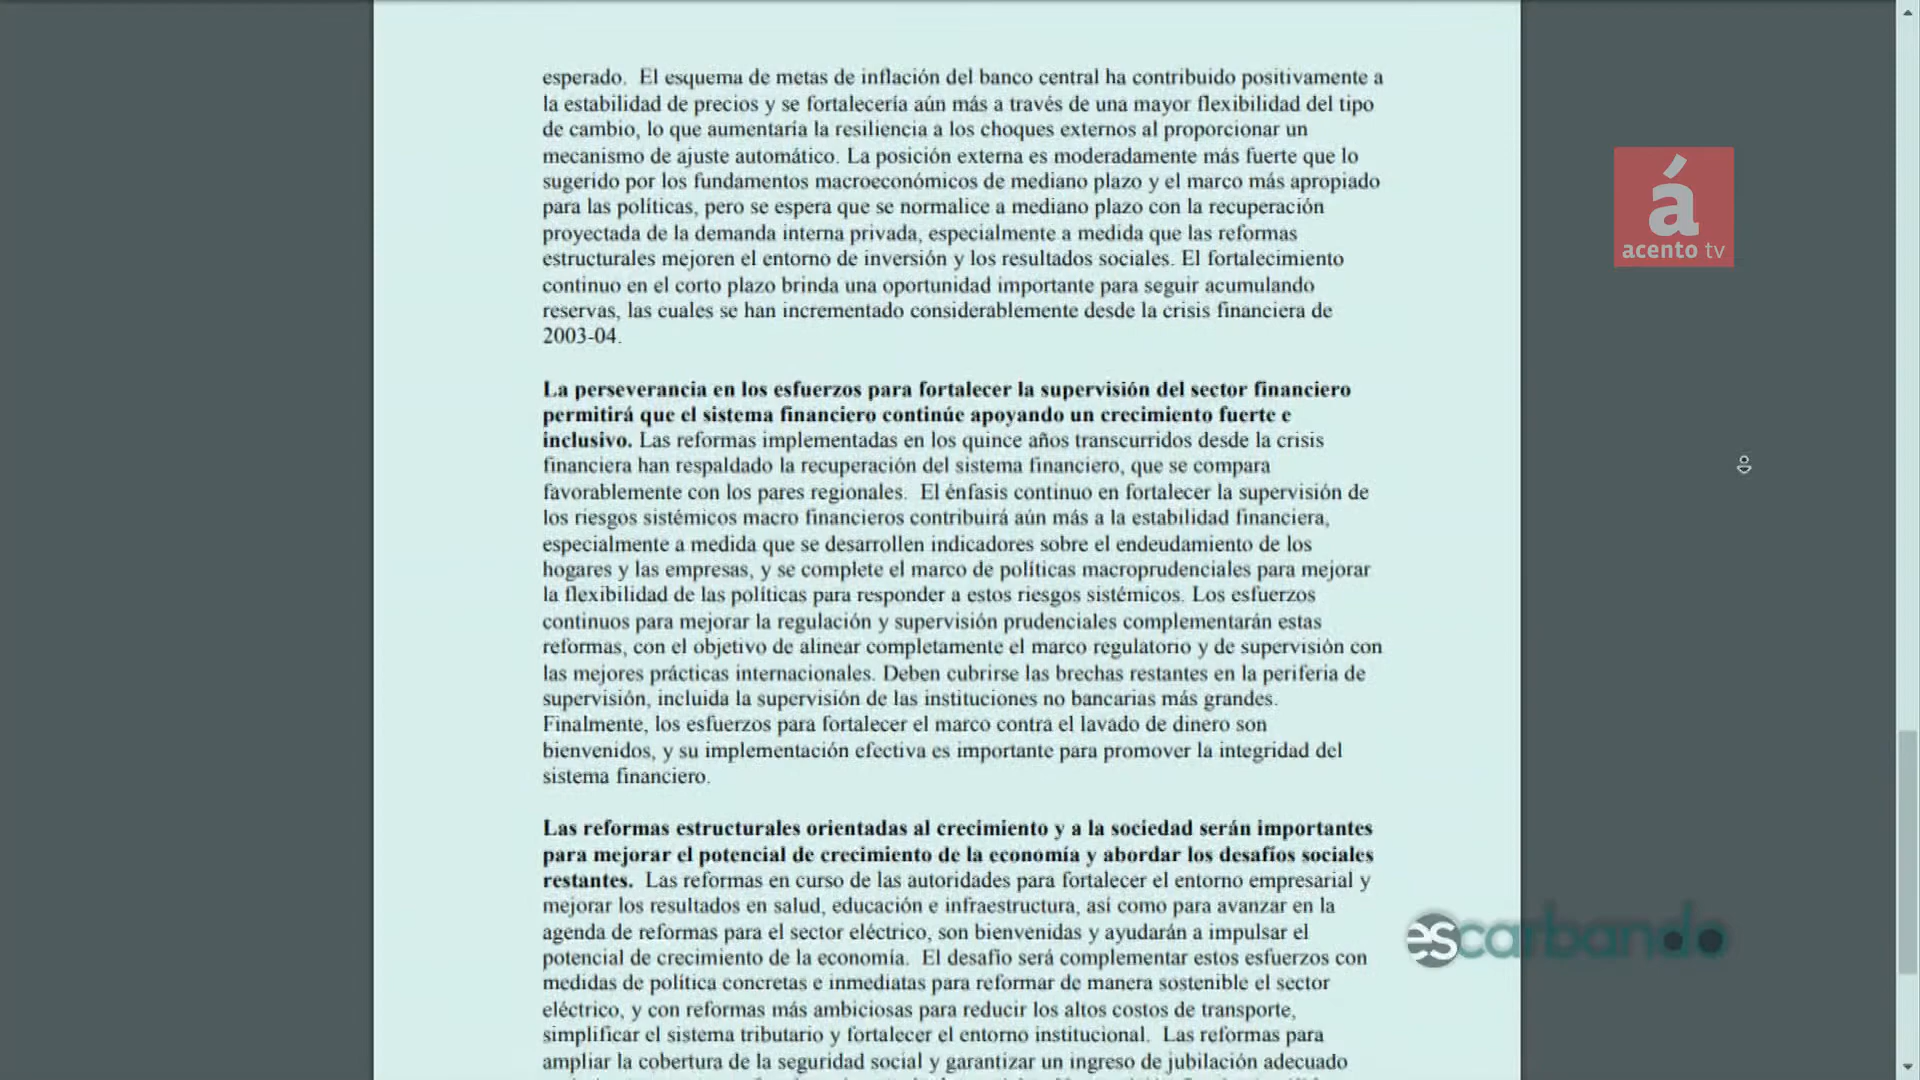 esperado.  El esquema de metas de inflación del banco central ha contribuido positivamente a
la estabilidad de precios y se fortalecería aún más a través de una mayor flexibilidad del tipo
de cambio, lo que aumentaría la resiliencia a los choques externos al proporcionar un
mecanismo de ajuste automático. La posición externa es moderadamente más fuerte que lo
sugerido por los fundamentos macroeconómicos de mediano plazo y el marco más apropiado
para las políticas, pero se espera que se normalice a mediano plazo con la recuperación
proyectada de la demanda interna privada, especialmente a medida que las reformas
estructurales mejoren el entorno de inversión y los resultados sociales. El fortalecimiento
continuo en el corto plazo brinda una oportunidad importante para seguir acumulando
reservas, las cuales se han incrementado considerablemente desde la crisis financiera de
2003-04.
La perseverancia en los esfuerzos para fortalecer la supervisión del sector financiero
permitirá que el sistema financiero continúe apoyando un crecimiento fuerte e
inclusivo. Las reformas implementadas en los quince años transcurridos desde la crisis
financiera han respaldado la recuperación del sistema financiero, que se compara
favorablemente con los pares regionales.  El énfasis continuo en fortalecer la supervisión de
los riesgos sistémicos macro financieros contribuirá aún más a la estabilidad financiera,
especialmente a medida que se desarrollen indicadores sobre el endeudamiento de los
hogares y las empresas, y se complete el marco de políticas macroprudenciales para mejorar
la flexibilidad de las políticas para responder a estos riesgos sistémicos. Los esfuerzos
continuos para mejorar la regulación y supervisión prudenciales complementarán estas
reformas, con el objetivo de alinear completamente el marco regulatorio y de supervisión con
las mejores prácticas internacionales. Deben cubrirse las brechas restantes en la periferia de
supervisión, incluida la supervisión de las instituciones no bancarias más grandes.
Finalmente, los esfuerzos para fortalecer el marco contra el lavado de dinero son
bienvenidos, y su implementación efectiva es importante para promover la integridad del
sistema financiero.
Las reformas estructurales orientadas al crecimiento y a la sociedad serán importantes
para mejorar el potencial de crecimiento de la economía y abordar los desafíos sociales
restantes.  Las reformas en curso de las autoridades para fortalecer el entorno empresarial y
mejorar los resultados en salud, educación e infraestructura, así como para avanzar en la
agenda de reformas para el sector eléctrico, son bienvenidas y ayudarán a impulsar el
potencial de crecimiento de la economía.  El desafío será complementar estos esfuerzos con
medidas de política concretas e inmediatas para reformar de manera sostenible el sector
eléctrico, y con reformas más ambiciosas para reducir los altos costos de transporte,
simplificar el sistema tributario y fortalecer el entorno institucional.  Las reformas para
ampliar la cobertura de la seguridad social y garantizar un ingreso de jubilación adecuado
á
acento tv
escarbando